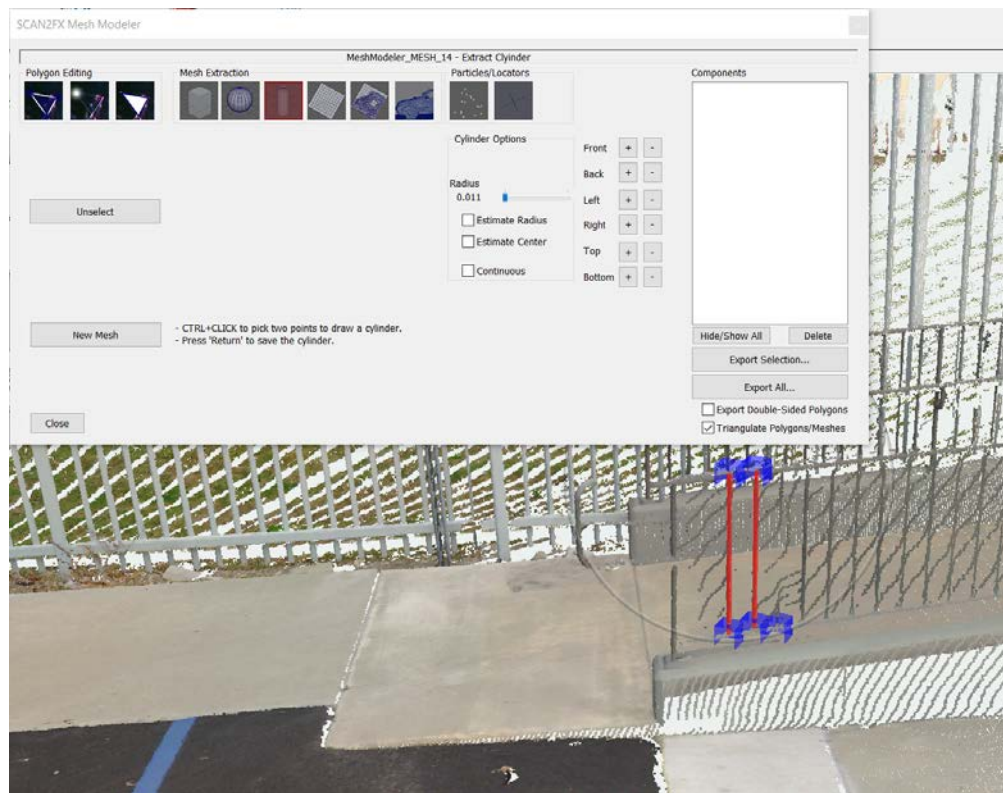 SCAN2FX Mesh Modeler
MeshModeler_MESH_14 - Extract Clyinder
Polygon Editing
Mesh Extraction
Particles/Locators
Components
Cylinder Options
Radius
0.011
Estimate Radius
Estimate Center
Continuous
Front + -
Back + -
Left + -
Right + -
Top + -
Bottom + -
Unselect
New Mesh
- CTRL+CLICK to pick two points to draw a cylinder.
- Press 'Return' to save the cylinder.
Hide/Show All
Delete
Export Selection...
Export All...
Export Double-Sided Polygons
Triangulate Polygons/Meshes
Close